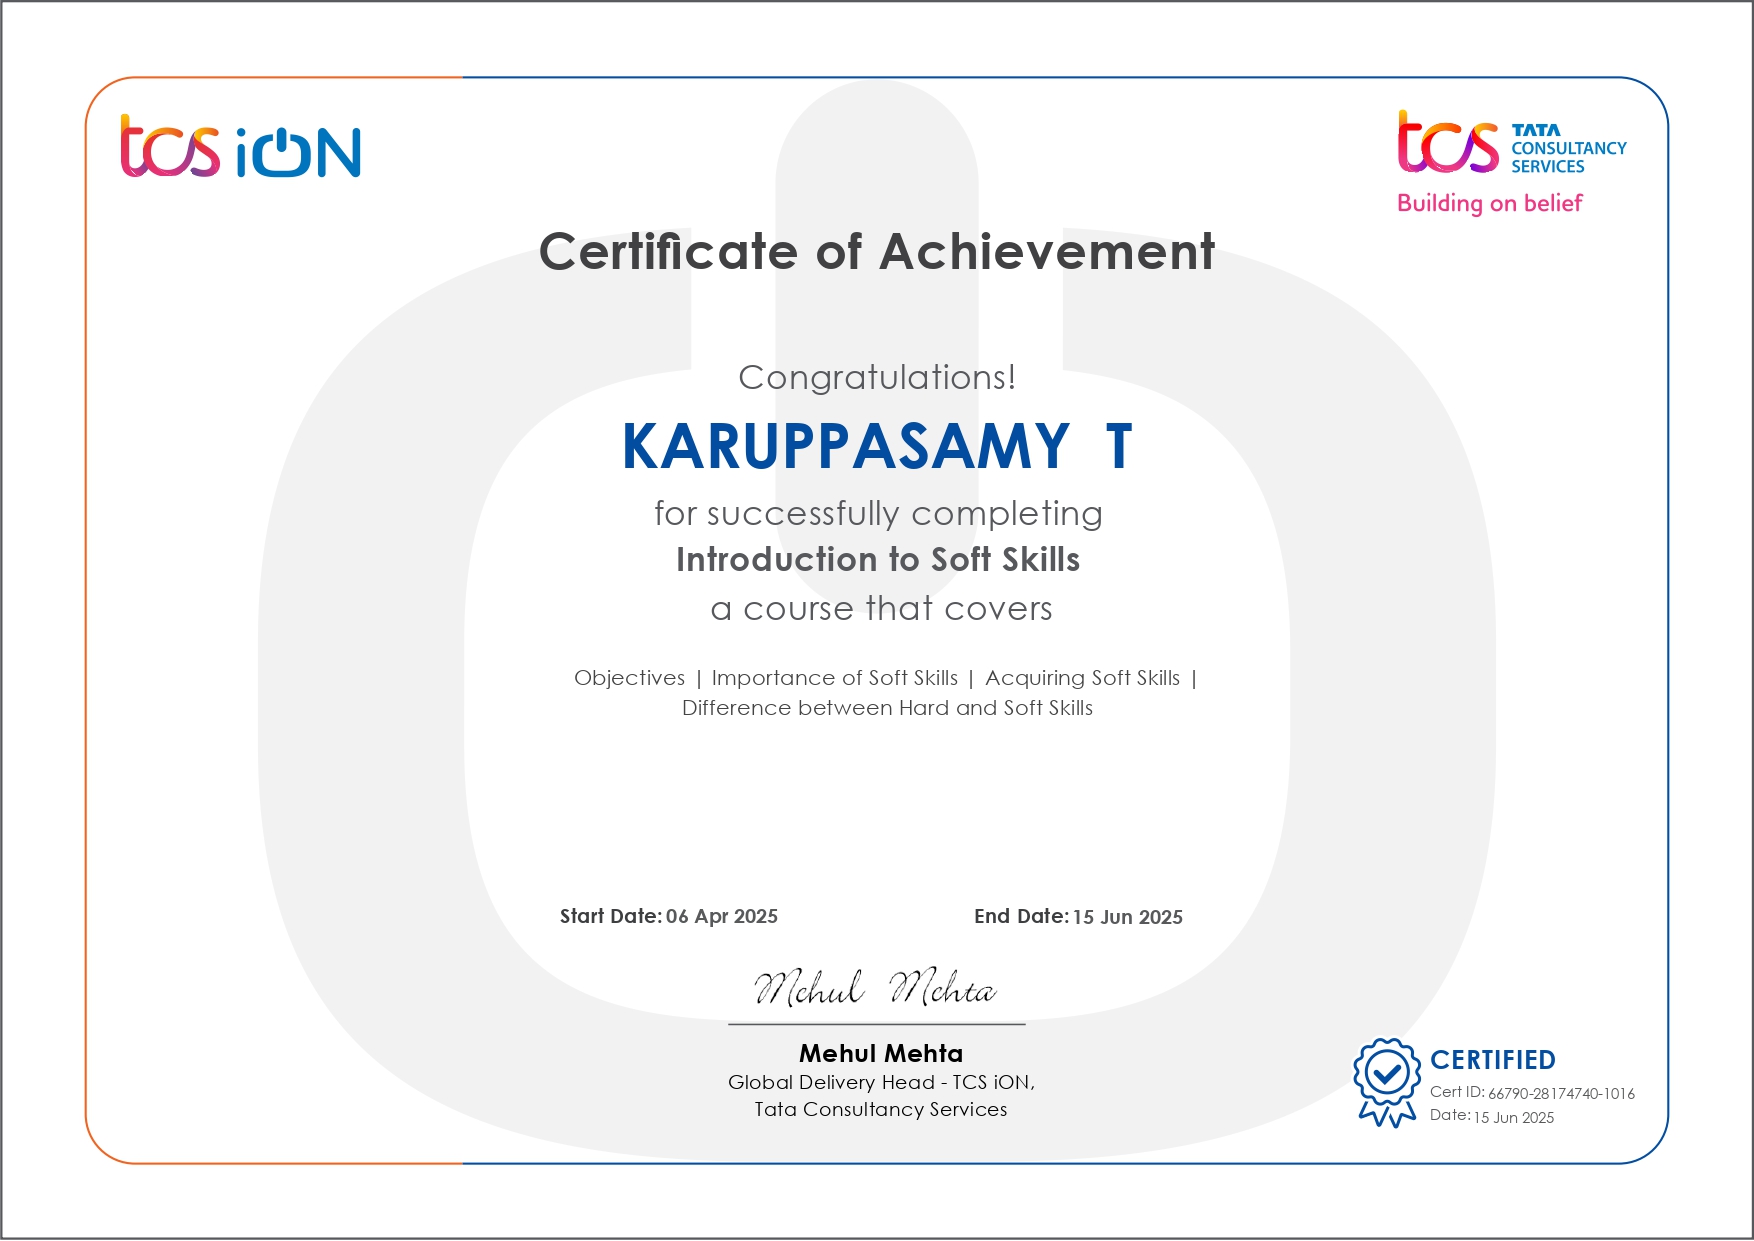 tcs iON
tcs TATA
CONSULTANCY
SERVICES
Building on belief
Certificate of Achievement
Congratulations!
KARUPPASAMY T
for successfully completing
Introduction to Soft Skills
a course that covers
Objectives | Importance of Soft Skills | Acquiring Soft Skills |
Difference between Hard and Soft Skills
Start Date: 06 Apr 2025
End Date: 15 Jun 2025
Mehul Mehta
Mehul Mehta
Global Delivery Head - TCS iON,
Tata Consultancy Services
CERTIFIED
Cert ID: 66790-28174740-1016
Date: 15 Jun 2025